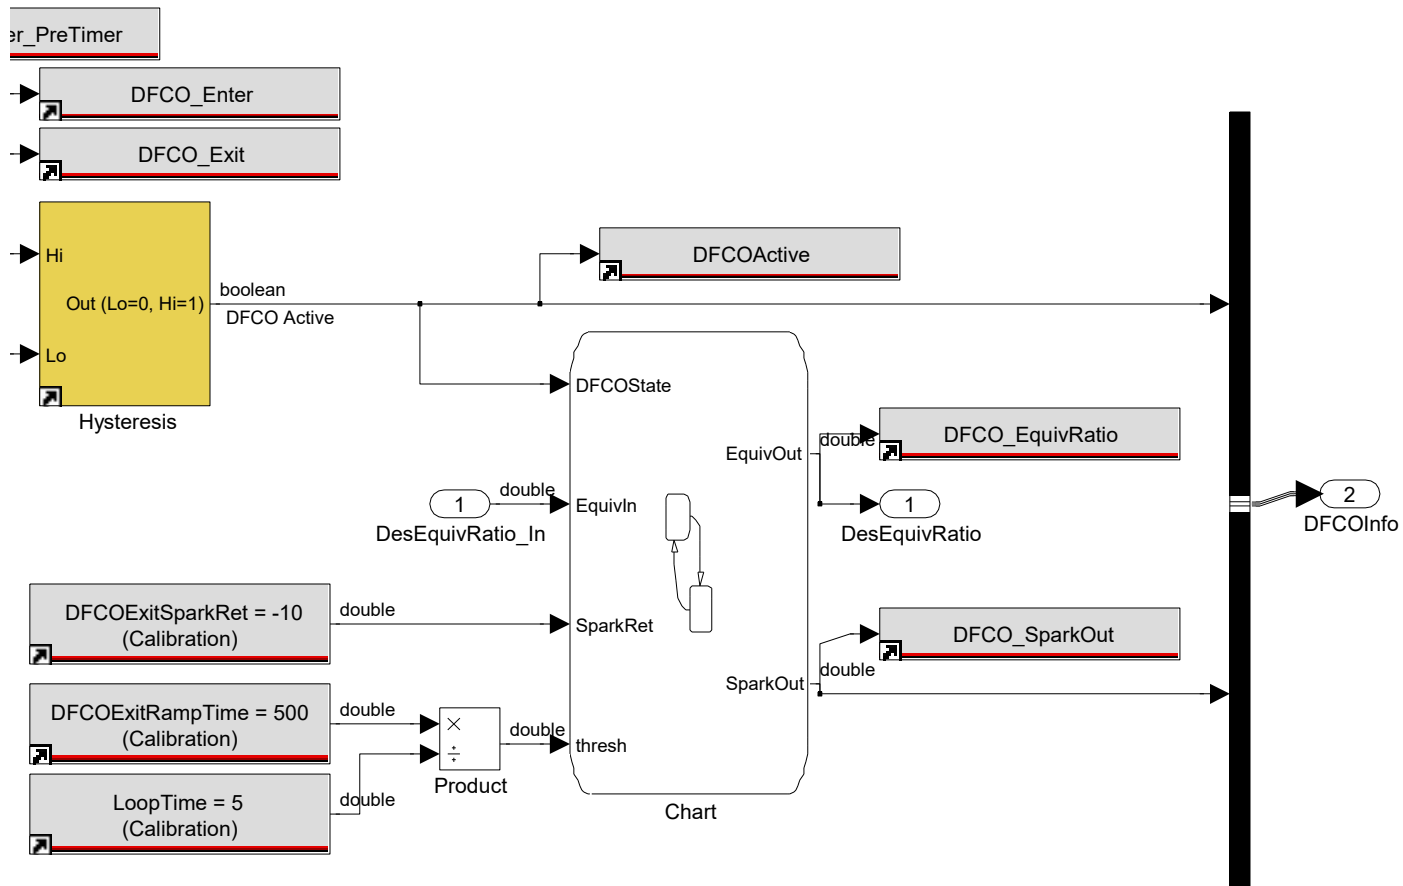 er_PreTimer
DFCO_Enter
DFCO_Exit
Hi
Out (Lo=0, Hi=1)
Lo
Hysteresis
boolean
DFCO Active
DFCOActive
DFCOState
EquivIn
SparkRet
thresh
EquivOut
SparkOut
Chart
1
double
DesEquivRatio_In
DFCOExitSparkRet = -10
(Calibration)
double
DFCOExitRampTime = 500
(Calibration)
double
LoopTime = 5
(Calibration)
double
×
÷
Product
double
double
DFCO_EquivRatio
1
DesEquivRatio
DFCO_SparkOut
double
2
DFCOInfo